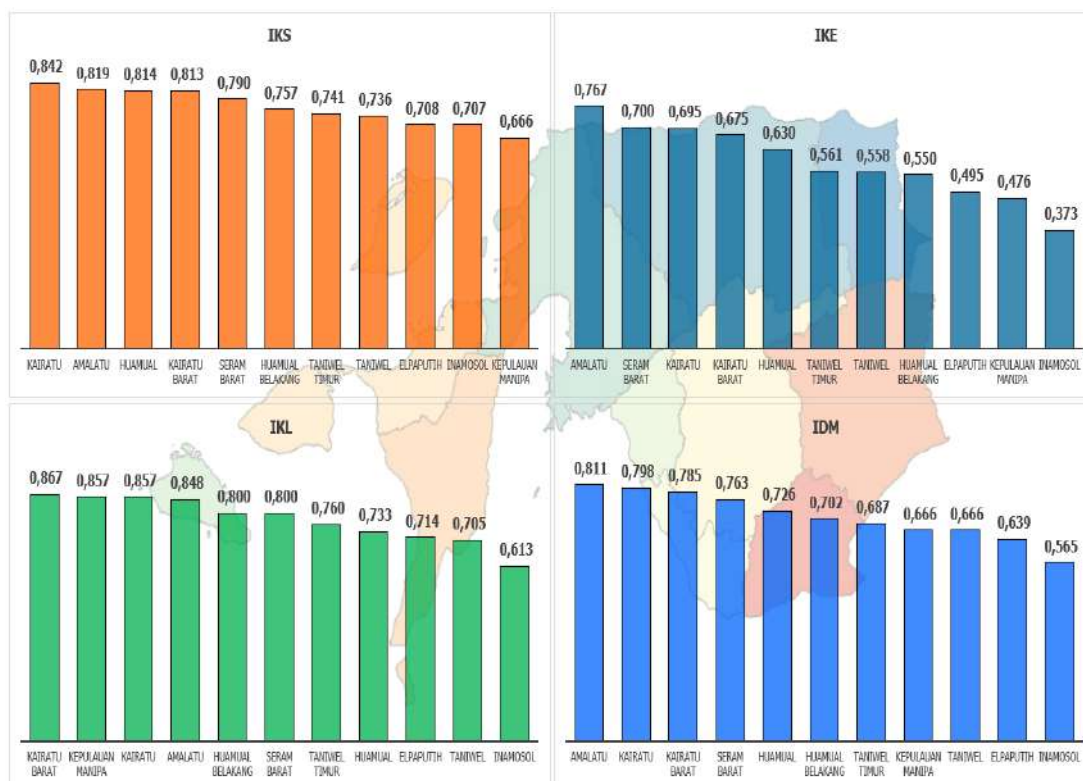 IKS
0,842 0,819 0,814 0,813 0,790 0,757 0,741 0,736 0,708 0,707 0,666
KAIRATU AMALATU HUAMUAL KAIRATU SERAM HUAMUAL TANIWEL TANIWEL ELPAPUTIH INAMOSOL KEPULAUAN
BARAT BARAT BELAKANG TIMUR MANIPA
IKE
0,767 0,700 0,695 0,675 0,630 0,561 0,558 0,550 0,495 0,476 0,373
AMALATU SERAM KAIRATU KAIRATU HUAMUAL TANIWEL TANIWEL HUAMUAL ELPAPUTIH KEPULAUAN INAMOSOL
BARAT BARAT TIMUR BELAKANG MANIPA
IKL
0,867 0,857 0,857 0,848 0,800 0,800 0,760 0,733 0,714 0,705 0,613
KAIRATU KEPULAUAN KAIRATU AMALATU HUAMUAL SERAM TANIWEL HUAMUAL ELPAPUTIH TANIWEL INAMOSOL
BARAT MANIPA BELAKANG BARAT TIMUR
IDM
0,811 0,798 0,785 0,763 0,726 0,702 0,687 0,666 0,666 0,639 0,565
AMALATU KAIRATU KAIRATU SERAM HUAMUAL HUAMUAL TANIWEL KEPULAUAN TANIWEL ELPAPUTIH INAMOSOL
BARAT BARAT BELAKANG TIMUR MANIPA